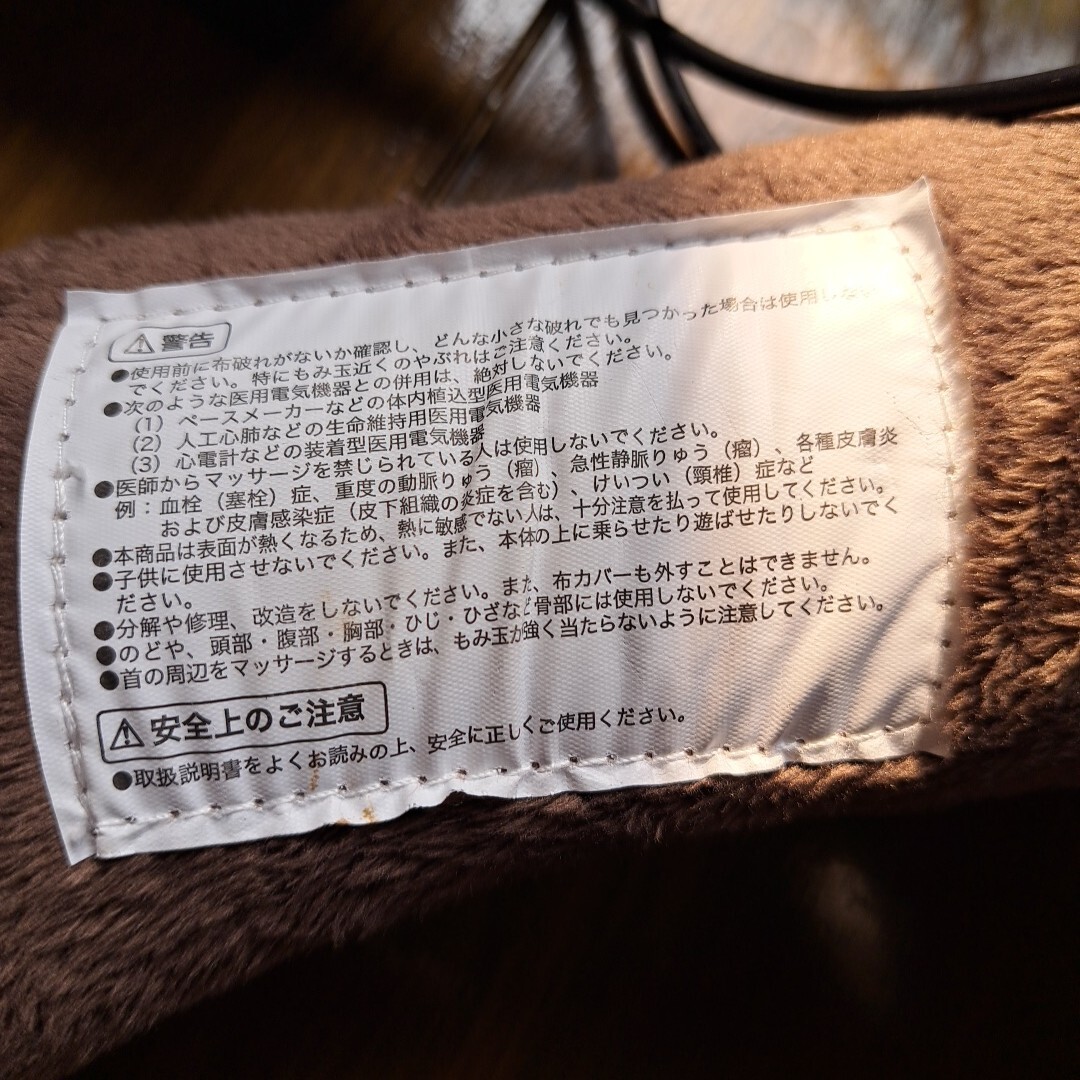 ⚠警告
●使用前に布破れがないか確認し、どんな小さな破れでも見つかった場合は使用しない
でください。特にもみ玉近くのやぶれはご注意ください。
●次のような医用電気機器との併用は、絶対しないでください。
(1) ペースメーカーなどの体内植込型医用電気機器
(2) 人工心肺などの生命維持用医用電気機器
(3) 心電計などの装着型医用電気機器
●医師からマッサージを禁じられている人は使用しないでください。
例：血栓（塞栓）症、重度の動脈りゅう（瘤）、急性静脈りゅう（瘤）、各種皮膚炎
および皮膚感染症（皮下組織の炎症を含む）、けいつい（頸椎）症など
●本商品は表面が熱くなるため、熱に敏感でない人は、十分注意を払って使用してください。
●子供に使用させないでください。また、本体の上に乗らせたり遊ばせたりしないでく
ださい。
●分解や修理、改造をしないでください。また、布カバーも外すことはできません。
●のどや、頭部・腹部・胸部・ひじ・ひざなど骨部には使用しないでください。
●首の周辺をマッサージするときは、もみ玉が強く当たらないように注意してください。
⚠安全上のご注意
●取扱説明書をよくお読みの上、安全に正しくご使用ください。